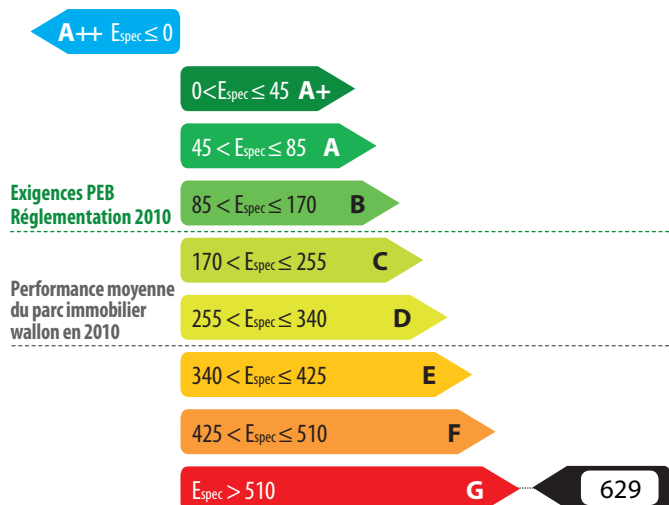 A++ Espec ≤ 0
0<Espec ≤ 45 A+
45 < Espec ≤ 85 A
Exigences PEB
Réglementation 2010
85 < Espec ≤ 170 B
170 < Espec ≤ 255 C
Performance moyenne
du parc immobilier
wallon en 2010
255 < Espec ≤ 340 D
340 < Espec ≤ 425 E
425 < Espec ≤ 510 F
Espec > 510 G
629